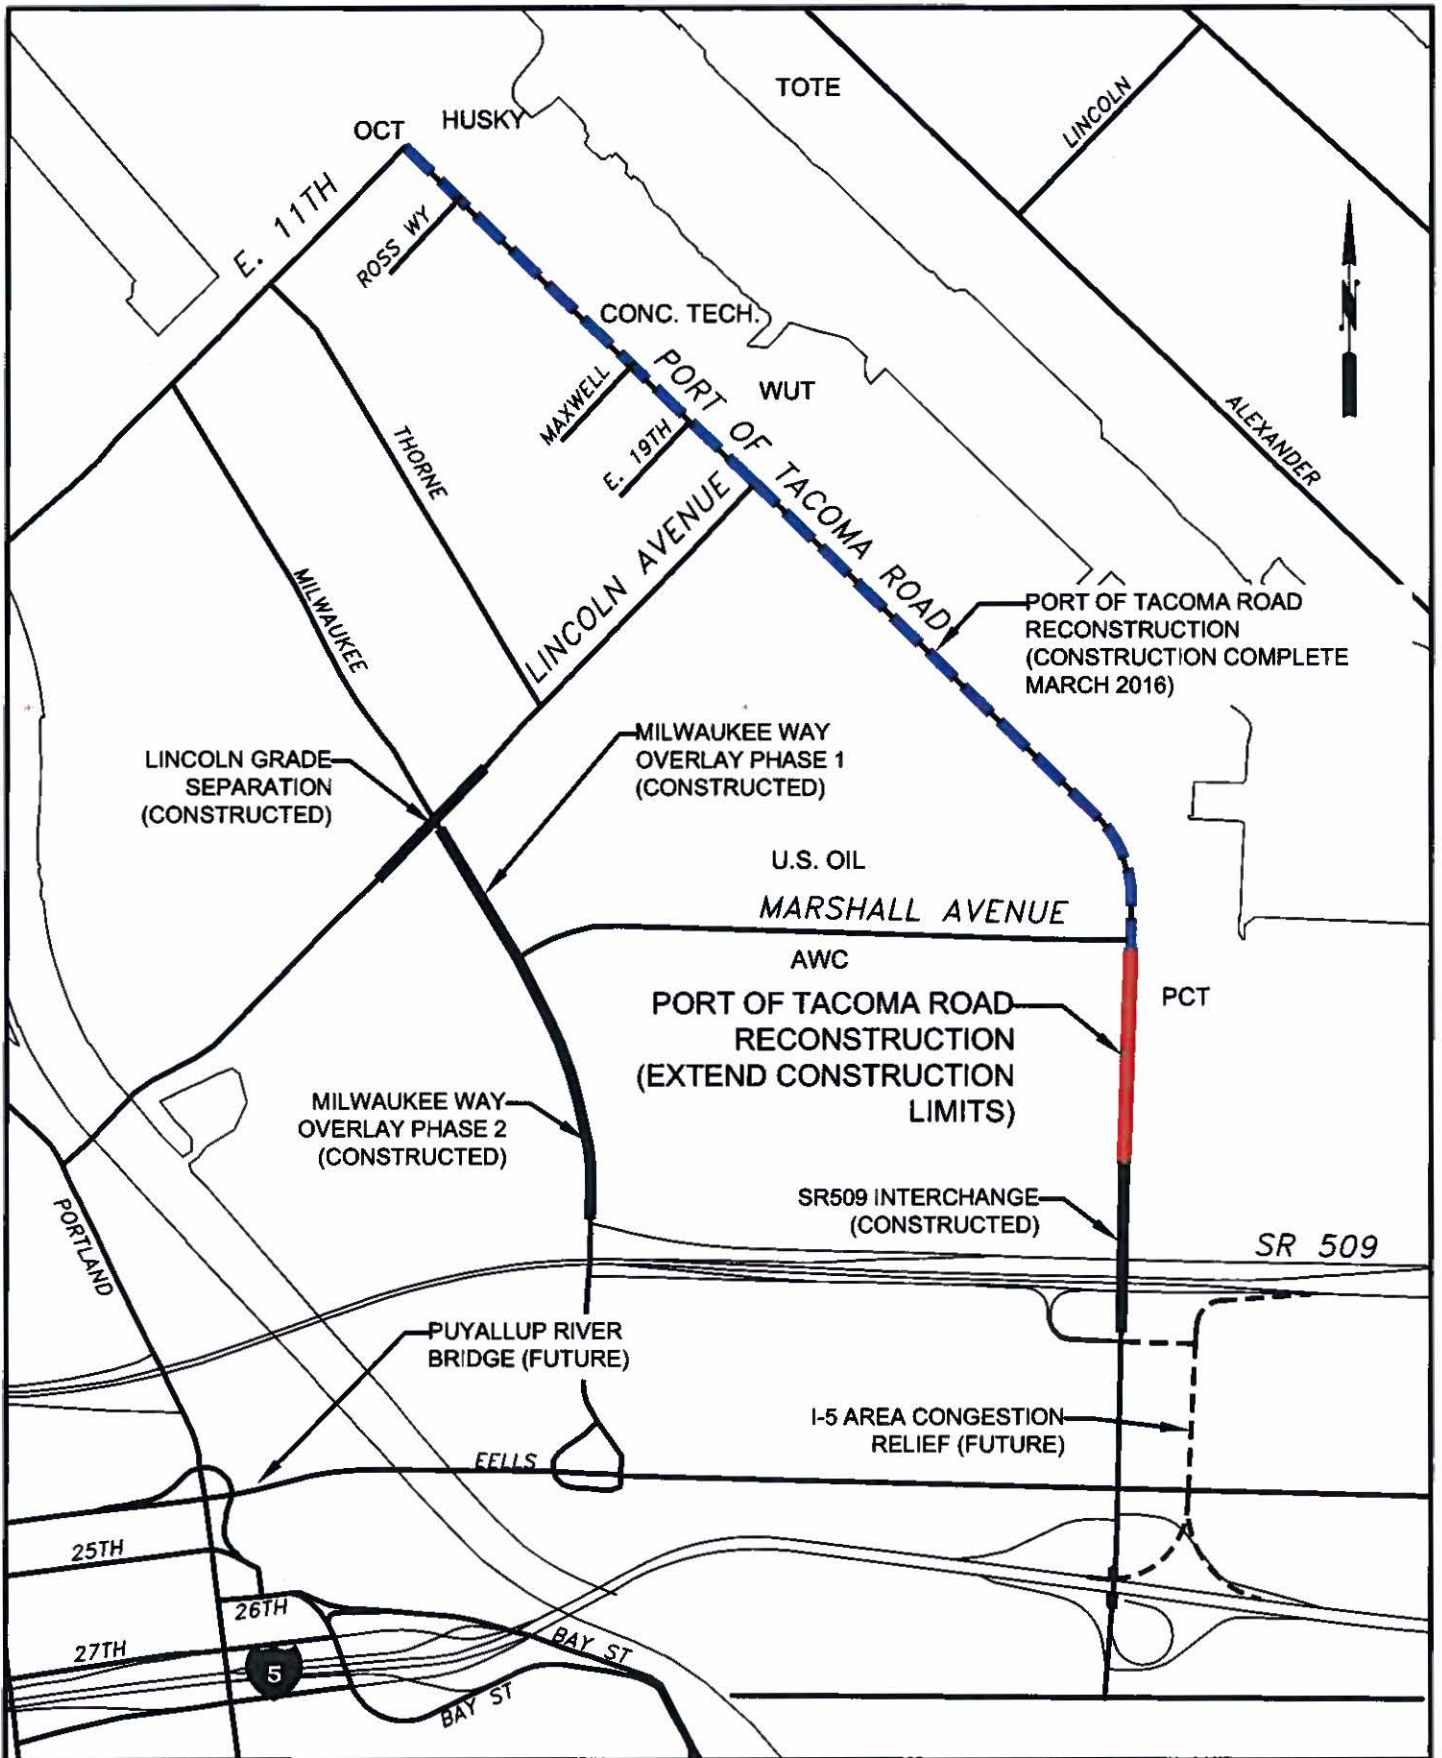 TOTE
LINCOLN
OCT
HUSKY
E. 11TH
ROSS WY
CONC. TECH.
MAXWELL
PORT OF TACOMA ROAD
WUT
ALEXANDER
THORNE
E. 19TH
LINCOLN AVENUE
N
MILWAUKEE
PORT OF TACOMA ROAD
RECONSTRUCTION
(CONSTRUCTION COMPLETE
MARCH 2016)
LINCOLN GRADE
SEPARATION
(CONSTRUCTED)
MILWAUKEE WAY
OVERLAY PHASE 1
(CONSTRUCTED)
U.S. OIL
MARSHALL AVENUE
AWC
PCT
PORT OF TACOMA ROAD
RECONSTRUCTION
(EXTEND CONSTRUCTION
LIMITS)
MILWAUKEE WAY
OVERLAY PHASE 2
(CONSTRUCTED)
SR509 INTERCHANGE
(CONSTRUCTED)
SR 509
PORTLAND
PUYALLUP RIVER
BRIDGE (FUTURE)
I-5 AREA CONGESTION
RELIEF (FUTURE)
EELLS
25TH
26TH
27TH
5
BAY ST
BAY ST